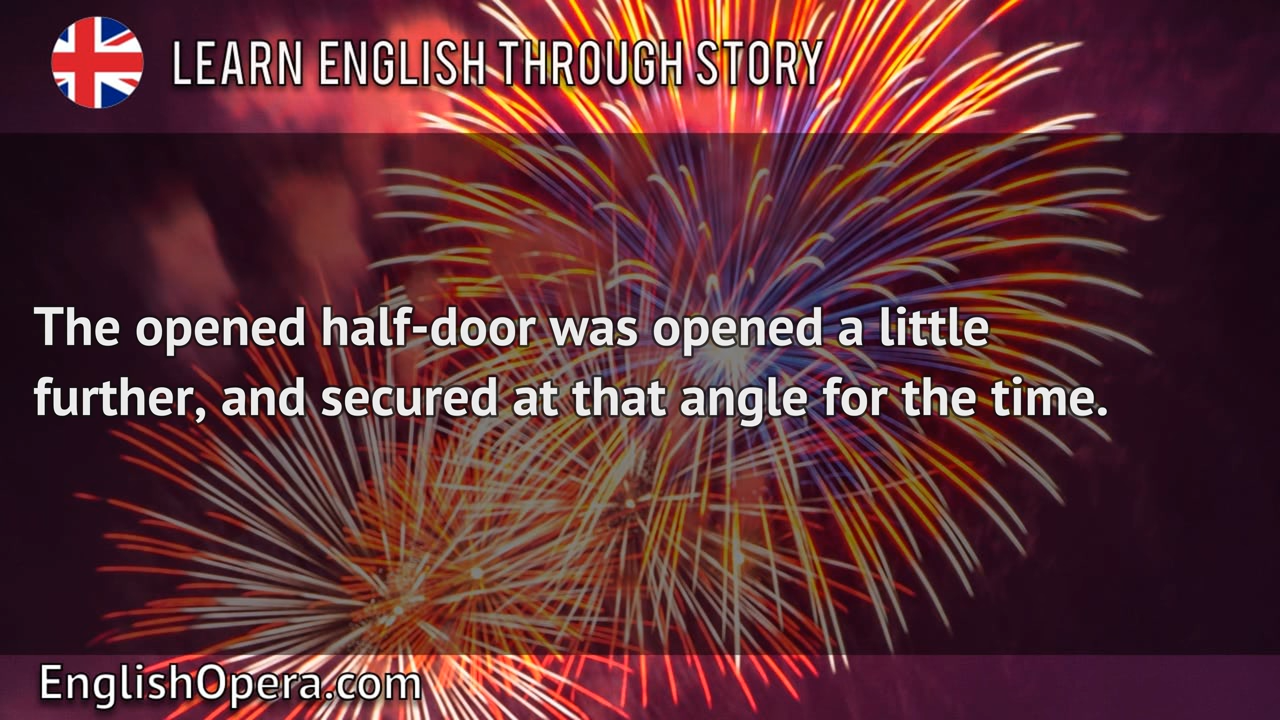 LEARN ENGLISH THROUGH STORY
The opened half-door was opened a little
further, and secured at that angle for the time.
EnglishOpera.com